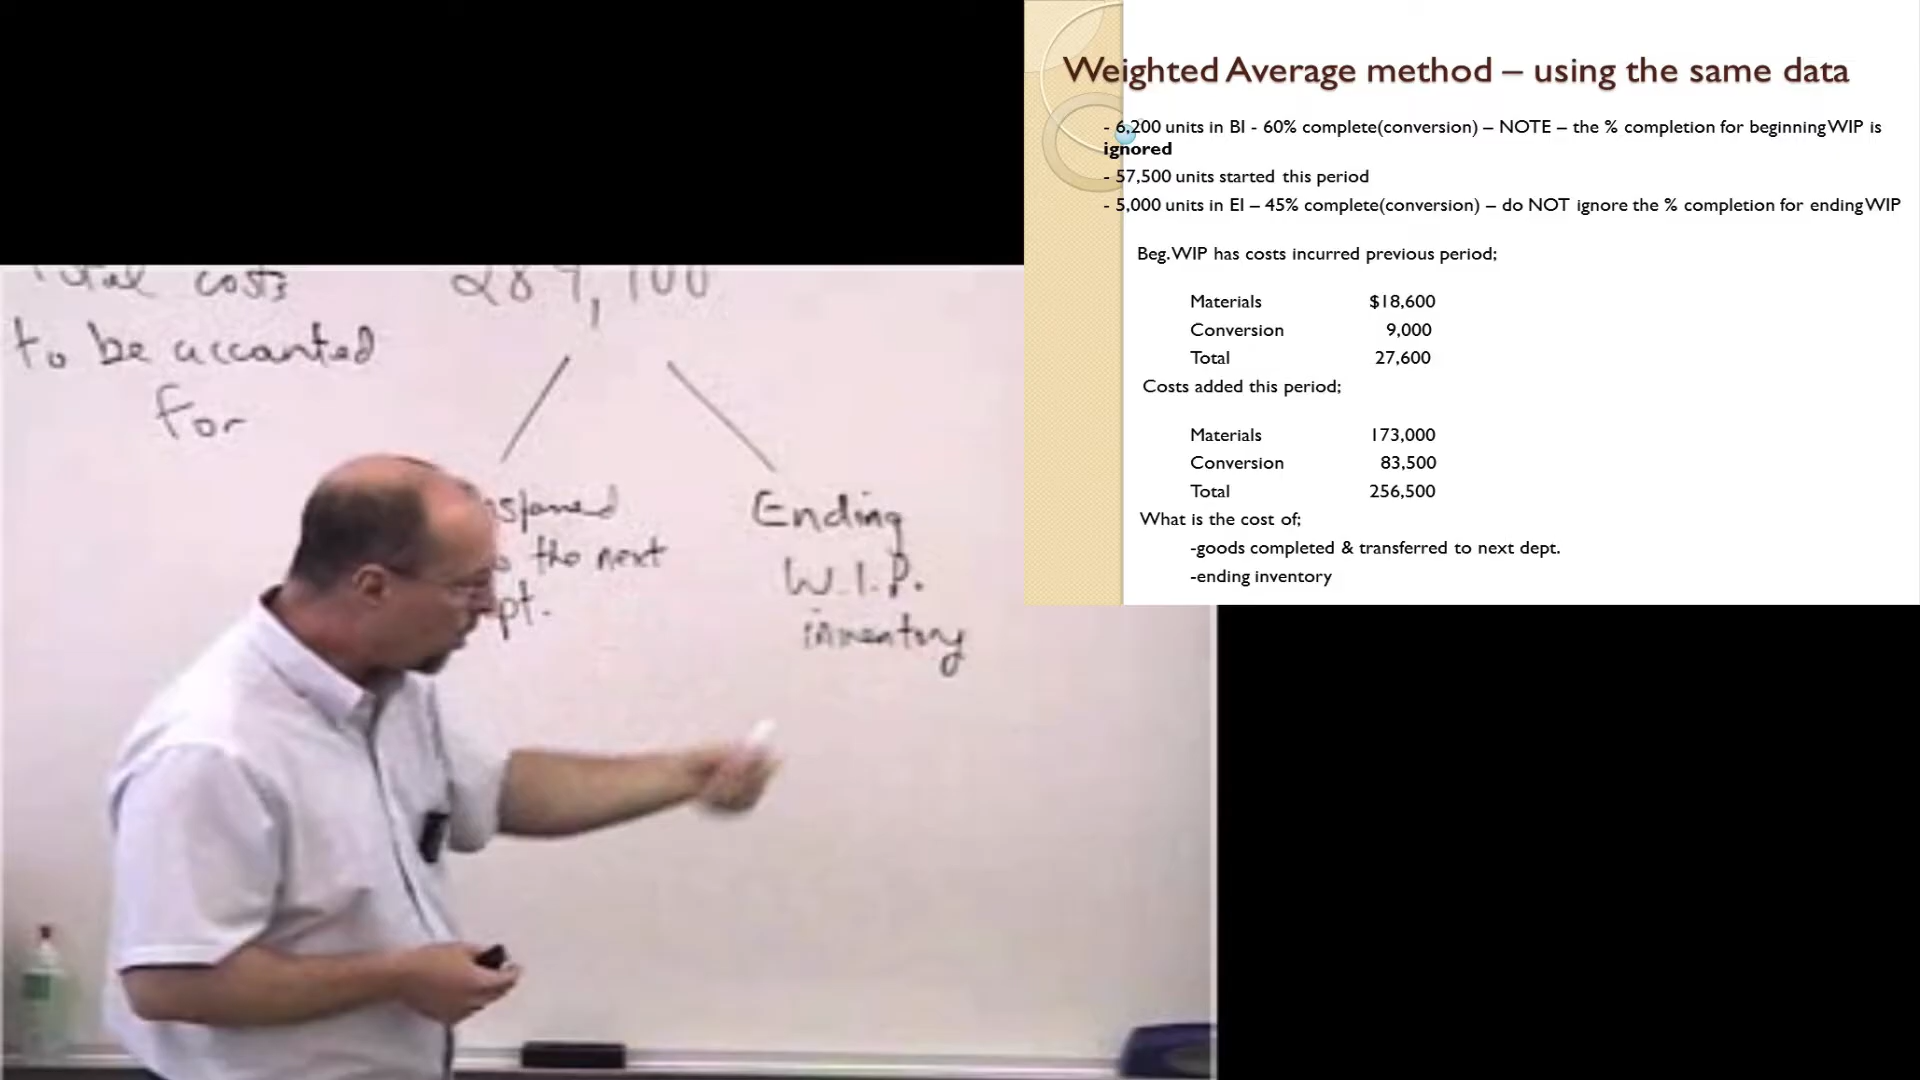 Weighted Average method – using the same data
- 6,200 units in BI - 60% complete(conversion) – NOTE – the % completion for beginning WIP is
ignored
- 57,500 units started this period
- 5,000 units in EI – 45% complete(conversion) – do NOT ignore the % completion for ending WIP
Beg. WIP has costs incurred previous period;
Materials $18,600
Conversion 9,000
Total 27,600
Costs added this period;
Materials 173,000
Conversion 83,500
Total 256,500
What is the cost of;
-goods completed & transferred to next dept.
-ending inventory
Total costs
to be accounted
for
the next
pt.
Ending
W.I.P.
inventory